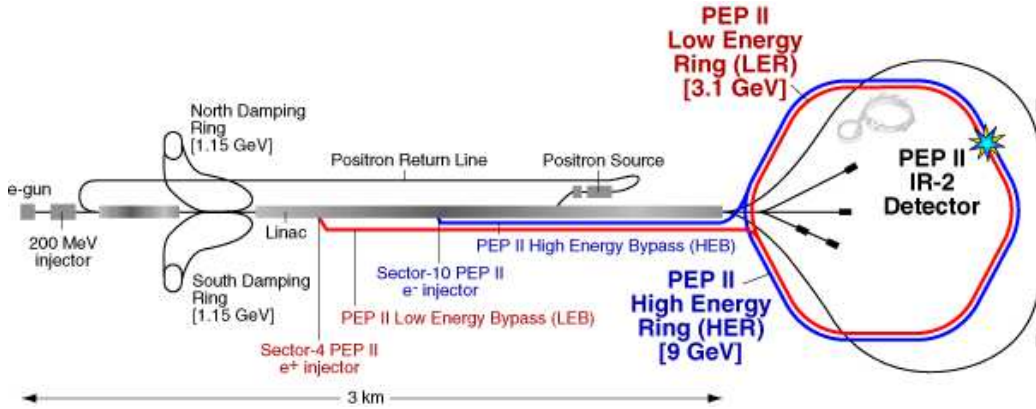 PEP II
Low Energy
Ring (LER)
[3.1 GeV]
North Damping
Ring
[1.15 GeV]
Positron Return Line
Positron Source
e-gun
PEP II
IR-2
Detector
200 MeV
injector
Linac
PEP II High Energy Bypass (HEB)
Sector-10 PEP II
e- injector
South Damping
Ring
[1.15 GeV]
PEP II Low Energy Bypass (LEB)
PEP II
High Energy
Ring (HER)
[9 GeV]
Sector-4 PEP II
e+ injector
3 km